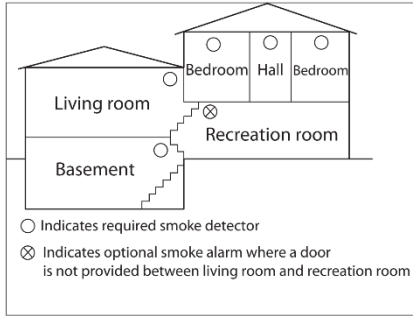 Bedroom Hall Bedroom
Living room
Recreation room
Basement
Indicates required smoke detector
Indicates optional smoke alarm where a door
is not provided between living room and recreation room